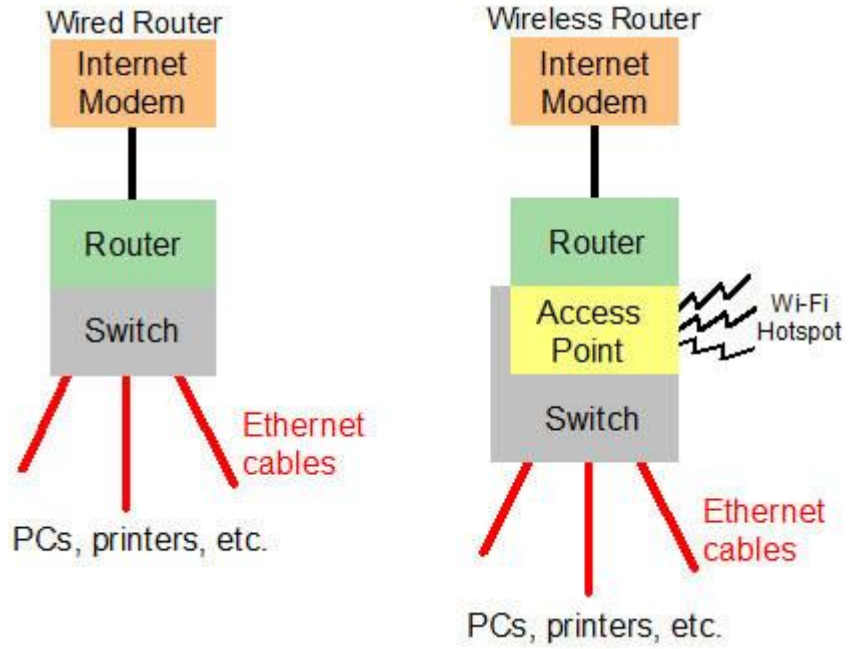 Wired Router
Internet
Modem
Router
Switch
Ethernet
cables
PCs, printers, etc.
Wireless Router
Internet
Modem
Router
Access
Point
Wi-Fi
Hotspot
Switch
Ethernet
cables
PCs, printers, etc.